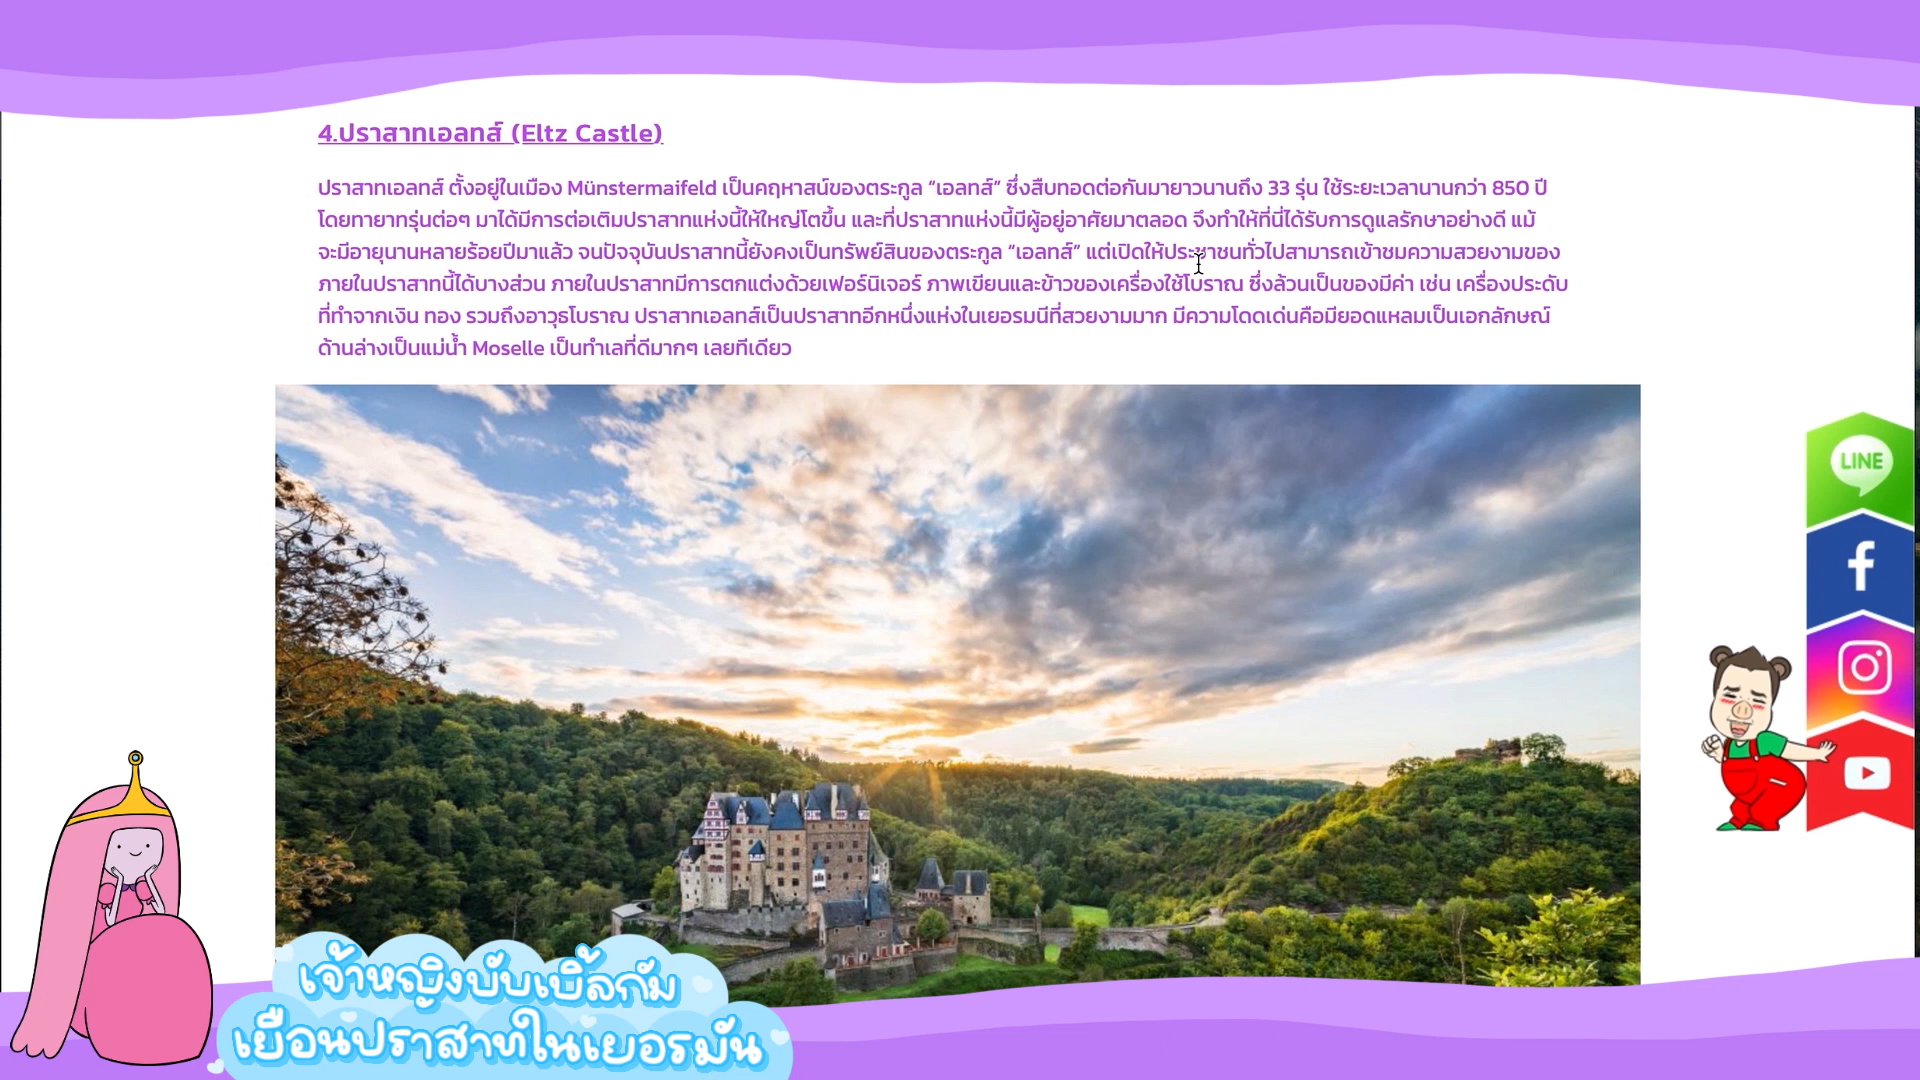 4.ปราสาทเอลทส์ (Eltz Castle)
ปราสาทเอลทส์ ตั้งอยู่ในเมือง Münstermaifeld เป็นคฤหาสน์ของตระกูล “เอลทส์” ซึ่งสืบทอดต่อกันมายาวนานถึง 33 รุ่น ใช้ระยะเวลานานกว่า 850 ปี
โดยทายาทรุ่นต่อๆ มาได้มีการต่อเติมปราสาทแห่งนี้ให้ใหญ่โตขึ้น และที่ปราสาทแห่งนี้มีผู้อยู่อาศัยมาตลอด จึงทำให้ที่นี่ได้รับการดูแลรักษาอย่างดี แม้
จะมีอายุนานหลายร้อยปีมาแล้ว จนปัจจุบันปราสาทนี้ยังคงเป็นทรัพย์สินของตระกูล “เอลทส์” แต่เปิดให้ประชาชนทั่วไปสามารถเข้าชมความสวยงามของ
ภายในปราสาทนี้ได้บางส่วน ภายในปราสาทมีการตกแต่งด้วยเฟอร์นิเจอร์ ภาพเขียนและข้าวของเครื่องใช้โบราณ ซึ่งล้วนเป็นของมีค่า เช่น เครื่องประดับ
ที่ทำจากเงิน ทอง รวมถึงอาวุธโบราณ ปราสาทเอลทส์เป็นปราสาทอีกหนึ่งแห่งในเยอรมนีที่สวยงามมาก มีความโดดเด่นคือมียอดแหลมเป็นเอกลักษณ์
ด้านล่างเป็นแม่น้ำ Moselle เป็นทำเลที่ดีมากๆ เลยทีเดียว
LINE
เจ้าหญิงบับเบิ้ลกัม
เยือนปราสาทในเยอรมัน